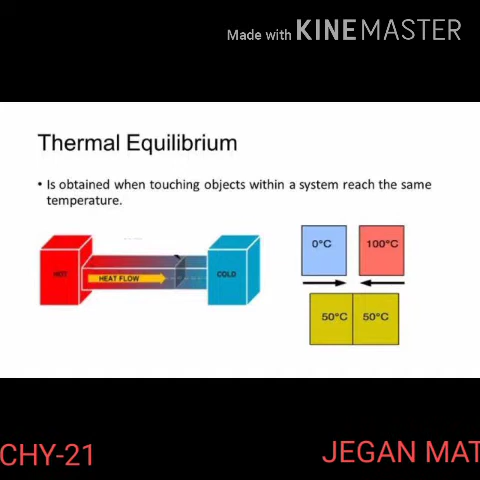 Made with KINEMASTER
Thermal Equilibrium
• Is obtained when touching objects within a system reach the same
temperature.
HOT
HEAT FLOW
COLD
0°C
100°C
50°C
50°C
CHY-21
JEGAN MAT